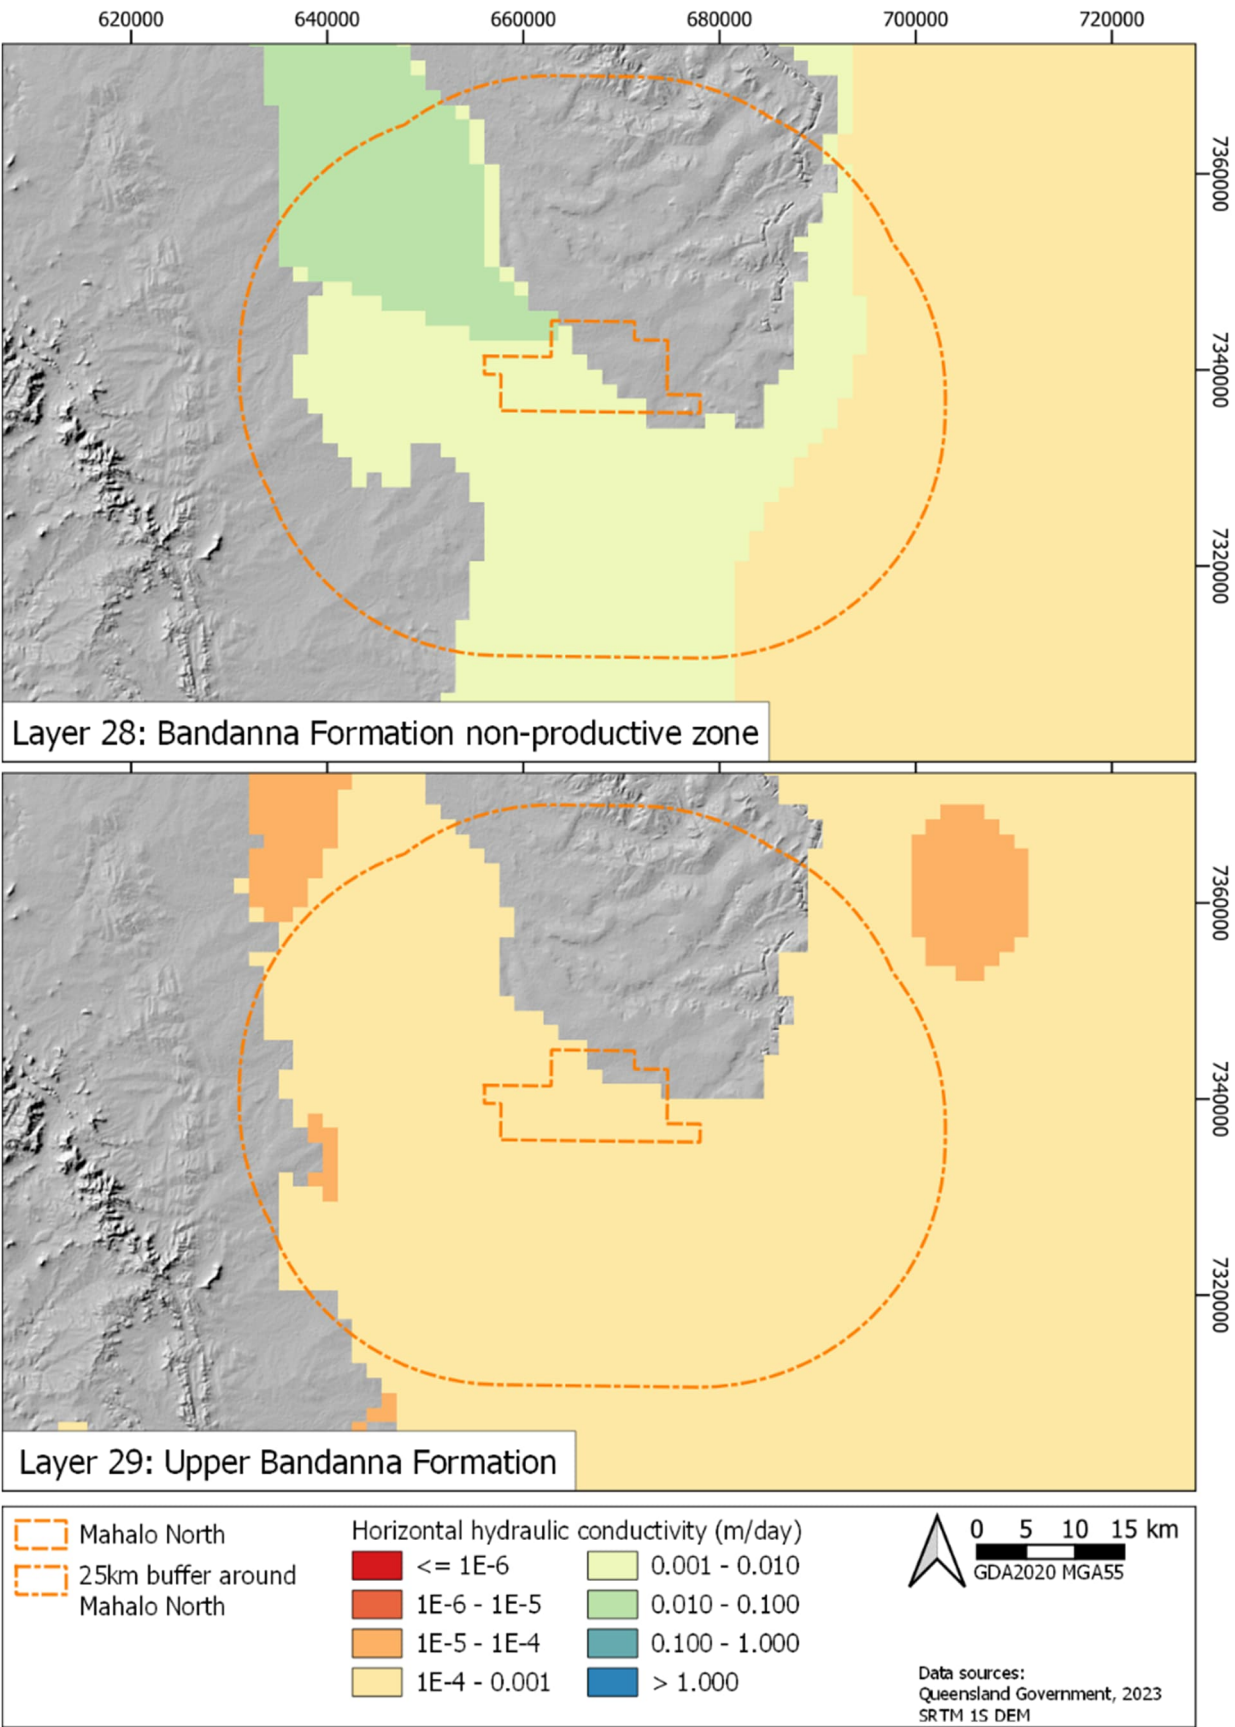 620000 640000 660000 680000 700000 720000
7360000
7340000
7320000
Layer 28: Bandanna Formation non-productive zone
7360000
7340000
7320000
Layer 29: Upper Bandanna Formation
Mahalo North
25km buffer around
Mahalo North
Horizontal hydraulic conductivity (m/day)
<= 1E-6
1E-6 - 1E-5
1E-5 - 1E-4
1E-4 - 0.001
0.001 - 0.010
0.010 - 0.100
0.100 - 1.000
> 1.000
0 5 10 15 km
GDA2020 MGA55
Data sources:
Queensland Government, 2023
SRTM 1S DEM